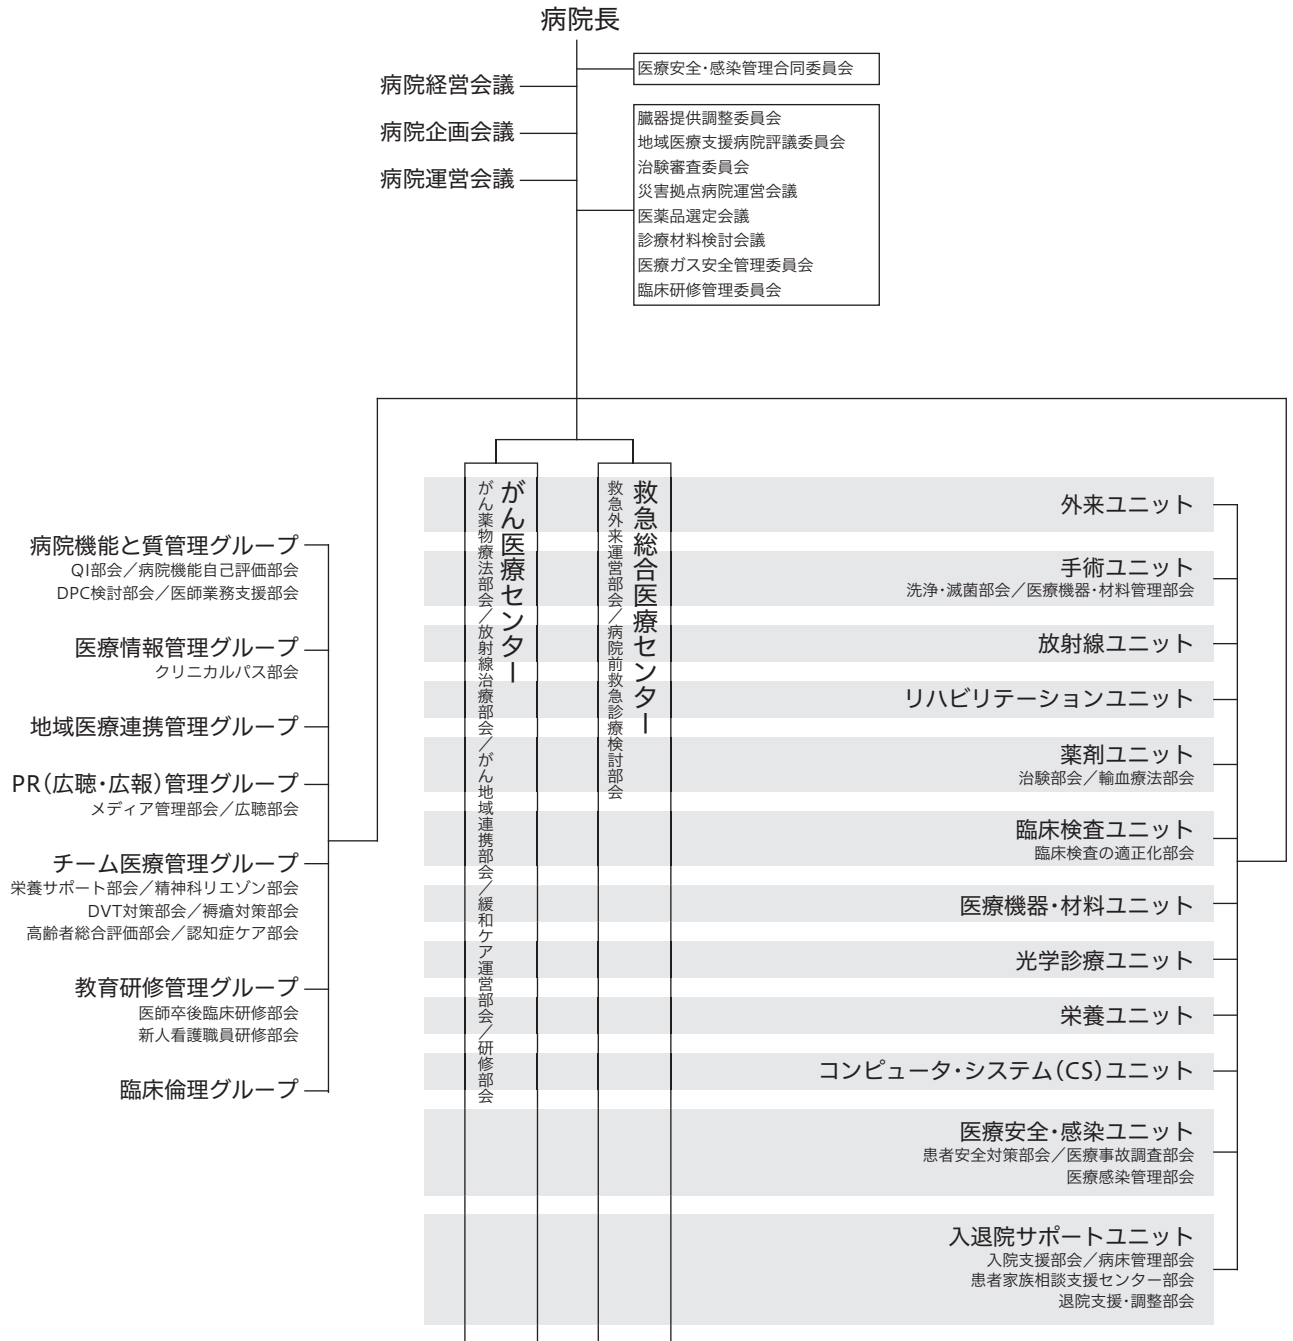 病院長
病院経営会議
病院企画会議
病院運営会議
医療安全・感染管理合同委員会
臓器提供調整委員会
地域医療支援病院評議委員会
治験審査委員会
災害拠点病院運営会議
医薬品選定会議
診療材料検討会議
医療ガス安全管理委員会
臨床研修管理委員会
病院機能と質管理グループ
QI部会／病院機能自己評価部会
DPC検討部会／医師業務支援部会
医療情報管理グループ
クリニカルパス部会
地域医療連携管理グループ
PR（広聴・広報）管理グループ
メディア管理部会／広聴部会
チーム医療管理グループ
栄養サポート部会／精神科リエゾン部会
DVT対策部会／褥瘡対策部会
高齢者総合評価部会／認知症ケア部会
教育研修管理グループ
医師卒後臨床研修部会
新人看護職員研修部会
臨床倫理グループ
がん医療センター
がん薬物療法部会／放射線治療部会／がん地域連携部会／緩和ケア運営部会／研修部会
救急総合医療センター
救急外来運営部会／病院前救急診療検討部会
外来ユニット
手術ユニット
洗浄・滅菌部会／医療機器・材料管理部会
放射線ユニット
リハビリテーションユニット
薬剤ユニット
治験部会／輸血療法部会
臨床検査ユニット
臨床検査の適正化部会
医療機器・材料ユニット
光学診療ユニット
栄養ユニット
コンピュータ・システム（CS）ユニット
医療安全・感染ユニット
患者安全対策部会／医療事故調査部会
医療感染管理部会
入退院サポートユニット
入院支援部会／病床管理部会
患者家族相談支援センター部会
退院支援・調整部会